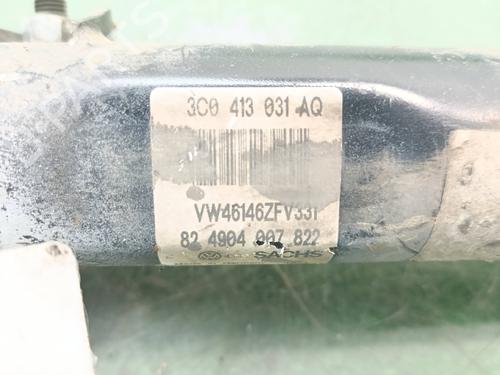 3C0 413 031 AQ
VW46146ZFV331
82 4904 007 822
SACHS